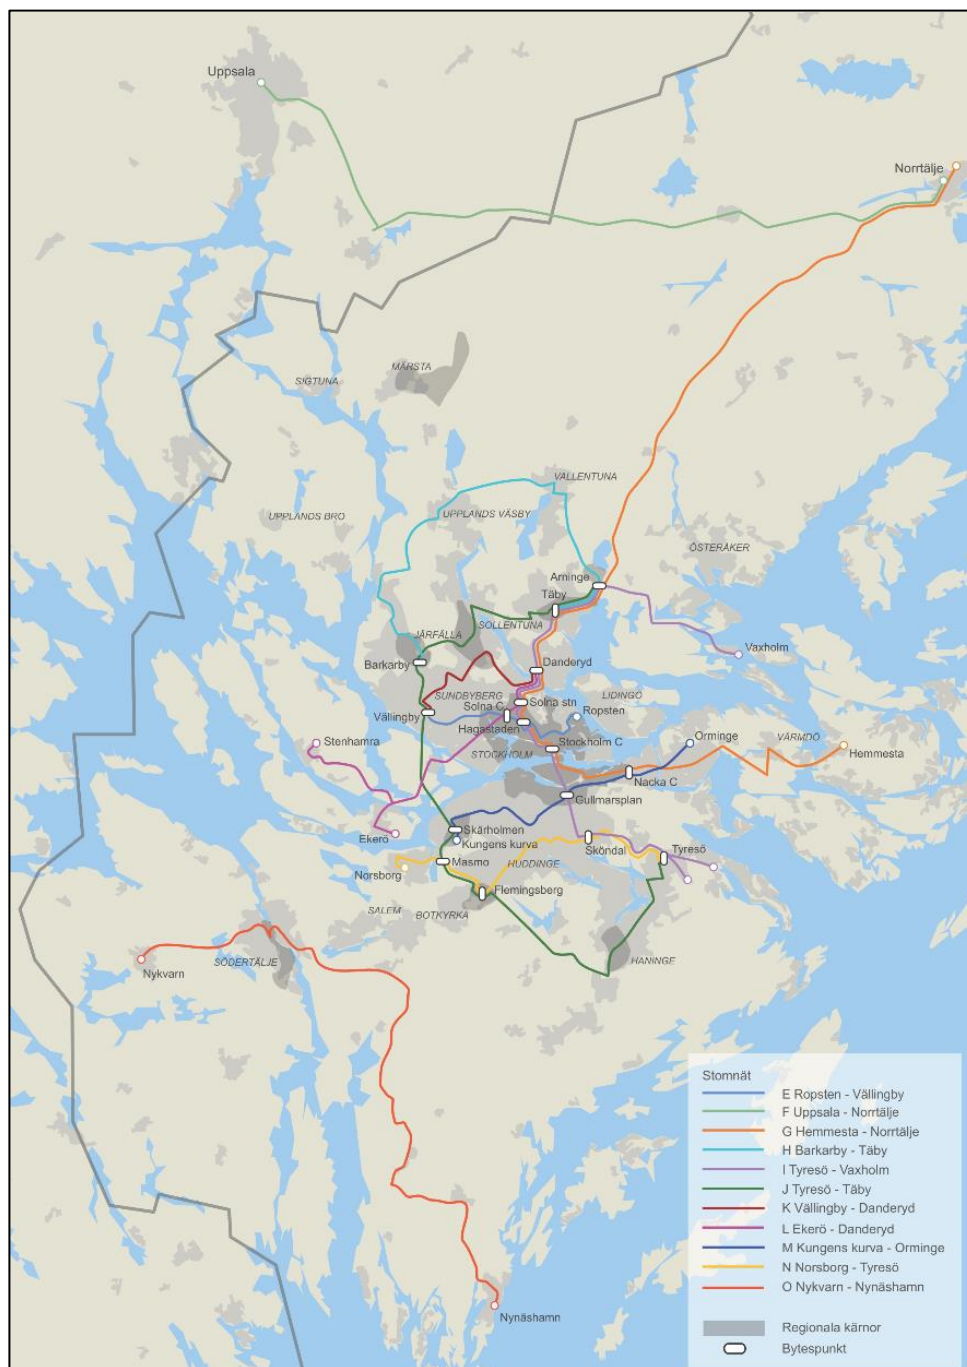 Uppsala
Norrtälje
MÄRSTA
SIGTUNA
VALLENTUNA
UPPLANDS VÄSBY
UPPLANDS BRO
ÖSTERÅKER
Arninge
Täby
SOLLENTUNA
JÄRFÄLLA
Vaxholm
Barkarby
Danderyd
SUNDBYBERG
LIDINGÖ
Solna C
Solna stn
Ropsten
Vällingby
Hagastaden
Orminge
VÄRMDÖ
Stenhamra
STOCKHOLM
Stockholm C
Hemmesta
Nacka C
Gullmarsplan
Skärholmen
Ekerö
Kungens kurva
Sköndal
Tyresö
Masmo
HUDDINGE
Norsborg
Flemingsberg
SALEM
BOTKYRKA
SÖDERTÄLJE
HANINGE
Nykvarn
Nynäshamn
Stomnät
E Ropsten - Vällingby
F Uppsala - Norrtälje
G Hemmesta - Norrtälje
H Barkarby - Täby
I Tyresö - Vaxholm
J Tyresö - Täby
K Vällingby - Danderyd
L Ekerö - Danderyd
M Kungens kurva - Orminge
N Norsborg - Tyresö
O Nykvarn - Nynäshamn
Regionala kärnor
Bytespunkt